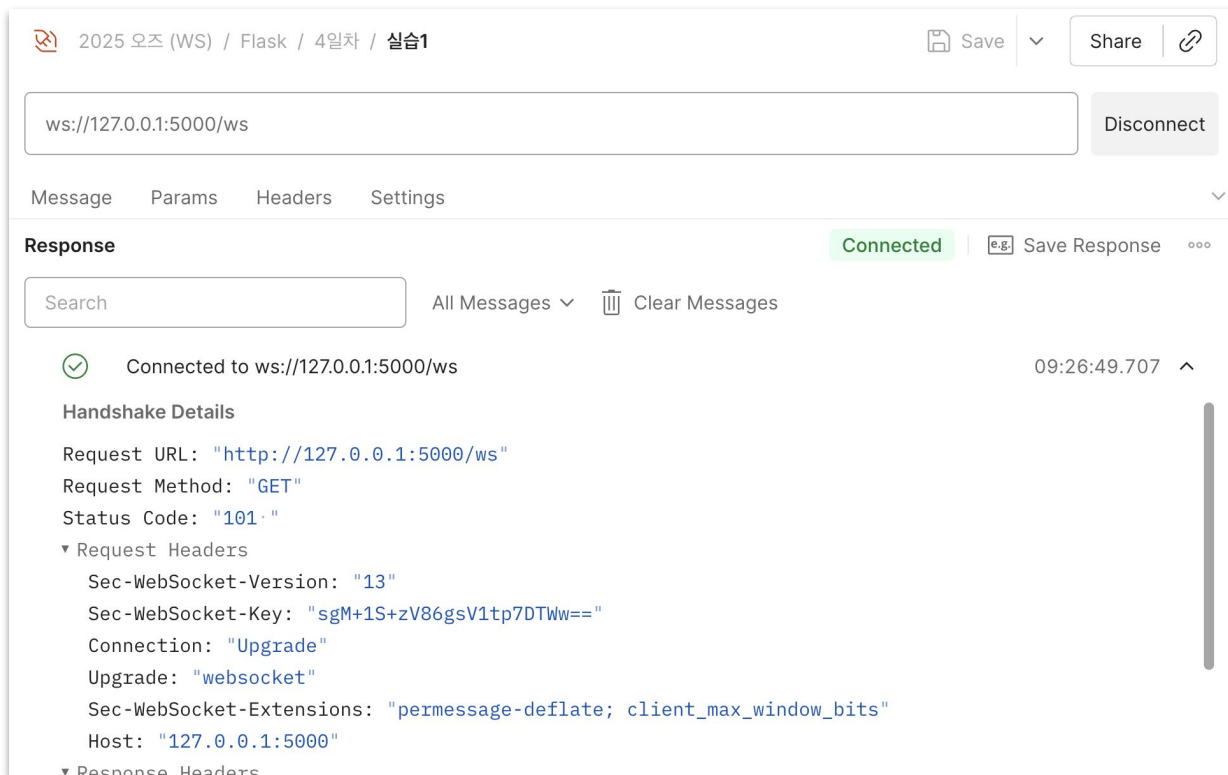 2025 오즈 (WS) / Flask / 4일차 / 실습1 Save Share
ws://127.0.0.1:5000/ws Disconnect
Message Params Headers Settings
Response Connected e.g. Save Response
Search All Messages Clear Messages
Connected to ws://127.0.0.1:5000/ws 09:26:49.707
Handshake Details
Request URL: "http://127.0.0.1:5000/ws"
Request Method: "GET"
Status Code: "101·"
Request Headers
Sec-WebSocket-Version: "13"
Sec-WebSocket-Key: "sgM+1S+zV86gsV1tp7DTWw=="
Connection: "Upgrade"
Upgrade: "websocket"
Sec-WebSocket-Extensions: "permessage-deflate; client_max_window_bits"
Host: "127.0.0.1:5000"
Response Headers